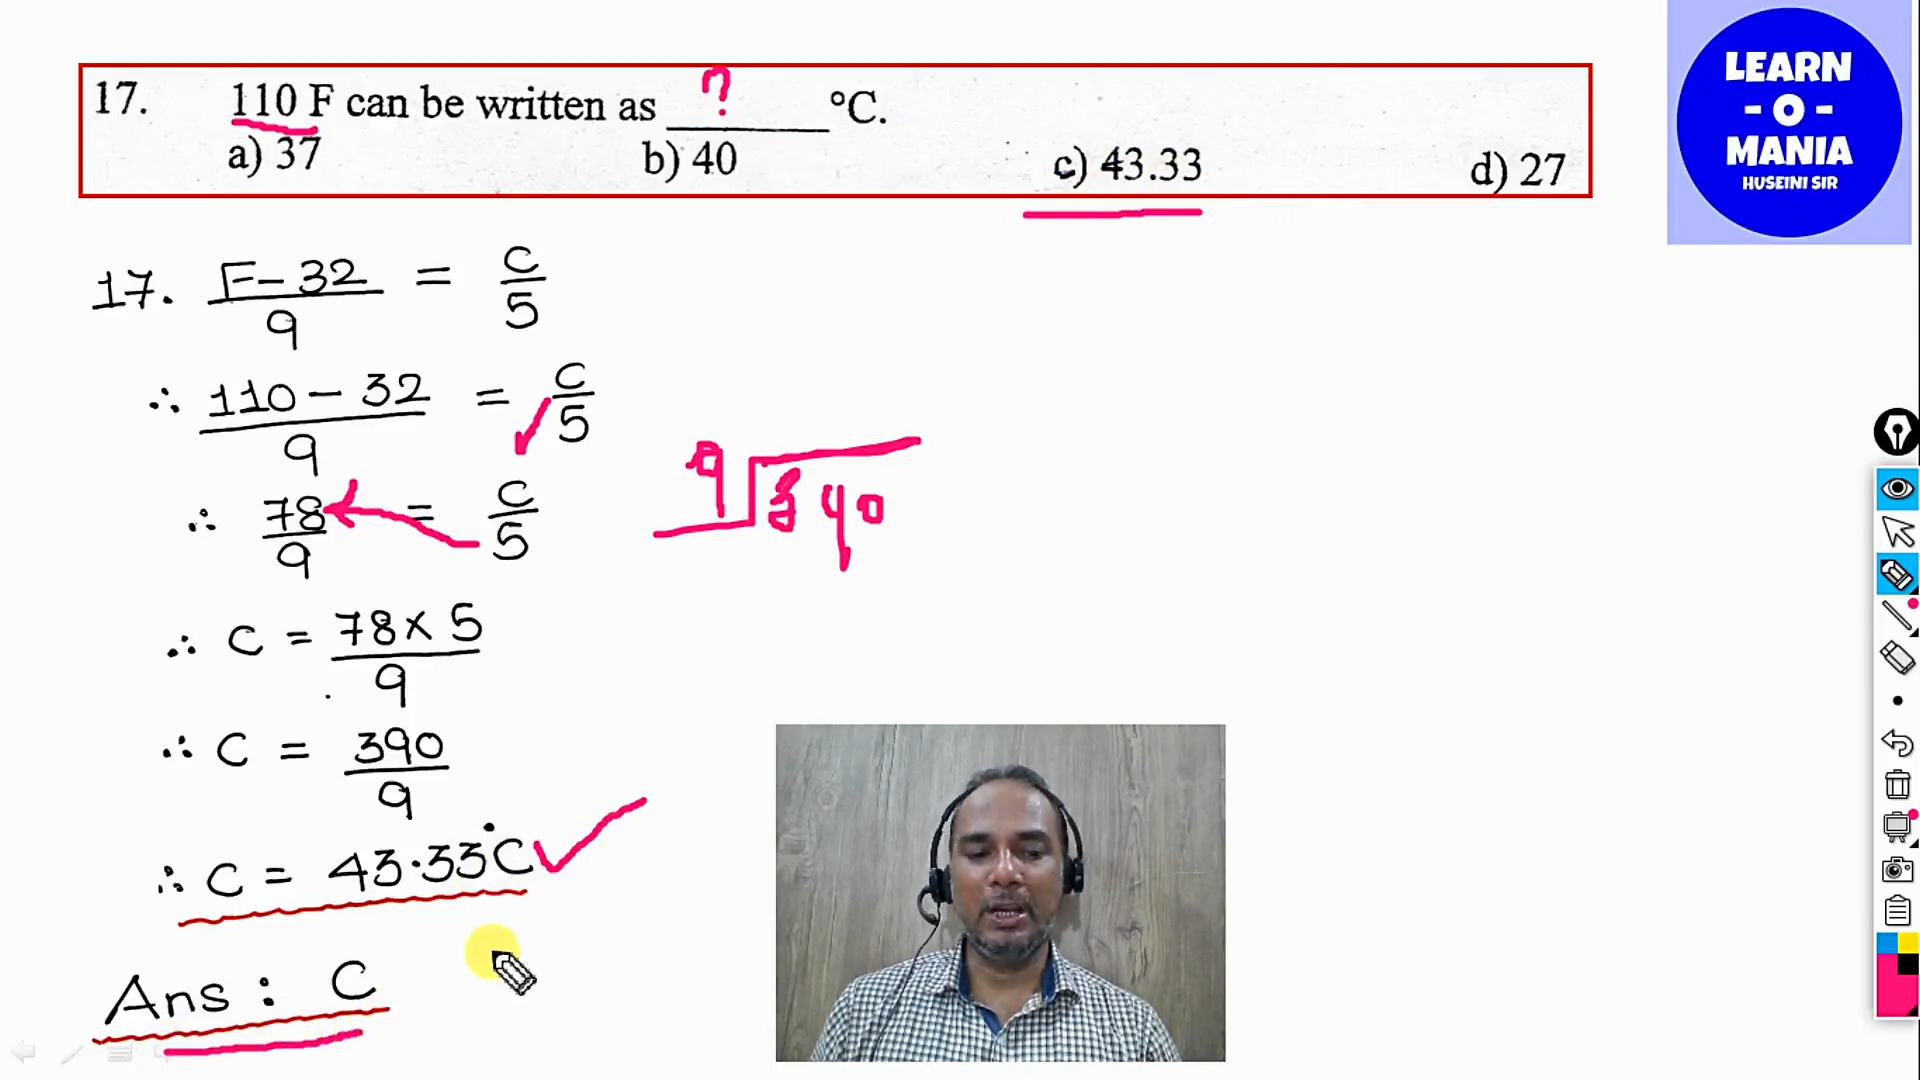 17. 110 F can be written as ? °C.
a) 37 b) 40 c) 43.33 d) 27
LEARN
- O -
MANIA
HUSEINI SIR
17. F-32/9 = C/5
∴ 110-32/9 = C/5
∴ 78/9 = C/5
9 390
∴ C = 78×5/9
∴ C = 390/9
∴ C = 43.33°C
Ans : C